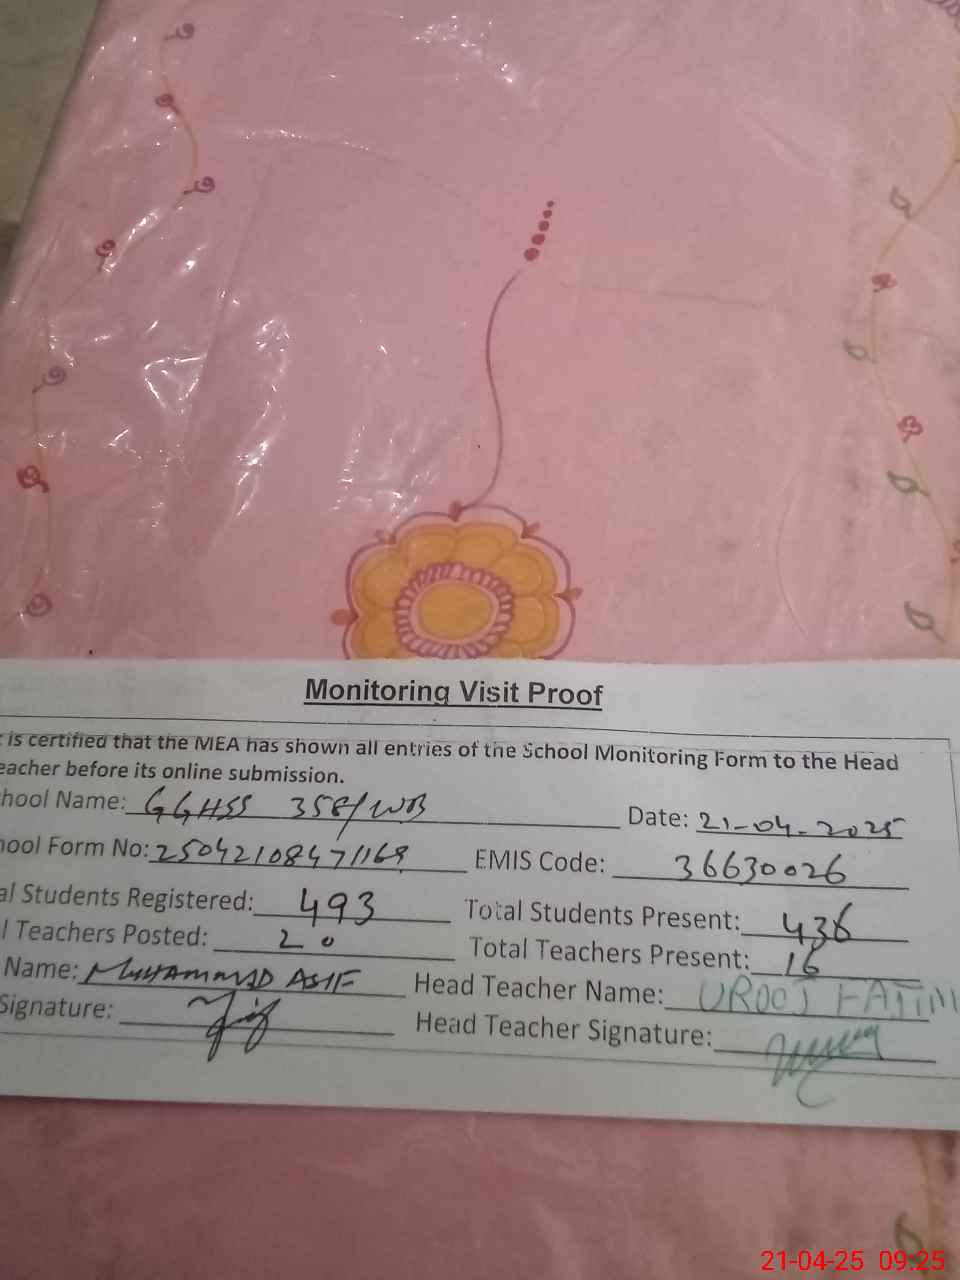 Monitoring Visit Proof
is certified that the MEA has shown all entries of the School Monitoring Form to the Head
eacher before its online submission.
hool Name: GGHSS 358/WB Date: 21-04-2025
ool Form No: EMIS Code: 36630026
al Students Registered: 493 Total Students Present: 436
l Teachers Posted: 20 Total Teachers Present: 16
Name: MUHAMMAD ASIF Head Teacher Name: UROOJ FATIM
Signature: Head Teacher Signature:
21-04-25 09:25